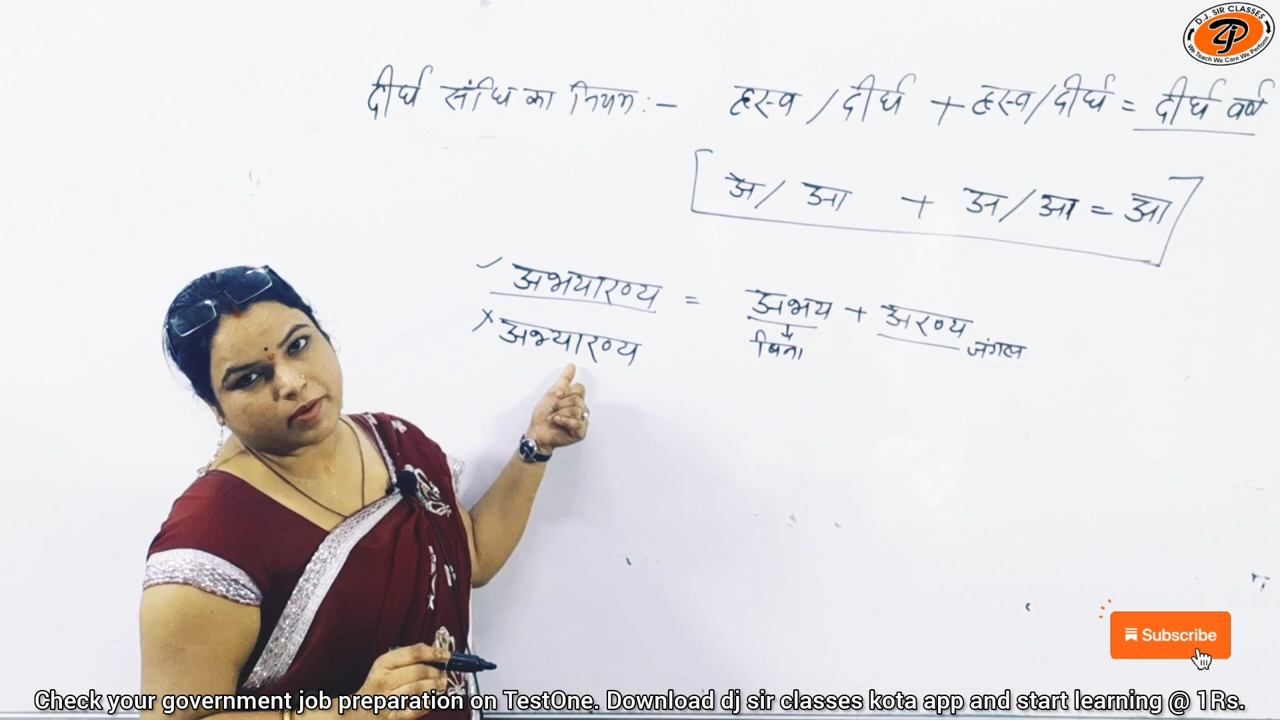 D. J. SIR CLASSES
ZJ
We Teach We Care We Perform
दीर्घ संधि का नियम :- ह्रस्व / दीर्घ + ह्रस्व/दीर्घ = दीर्घ वर्ण
[अ / आ + अ / आ = आ]
✓ अभयारण्य = अभय + अरण्य
↓ बिना जंगल
X अभ्यारण्य
Subscribe
Check your government job preparation on TestOne. Download dj sir classes kota app and start learning @ 1Rs.